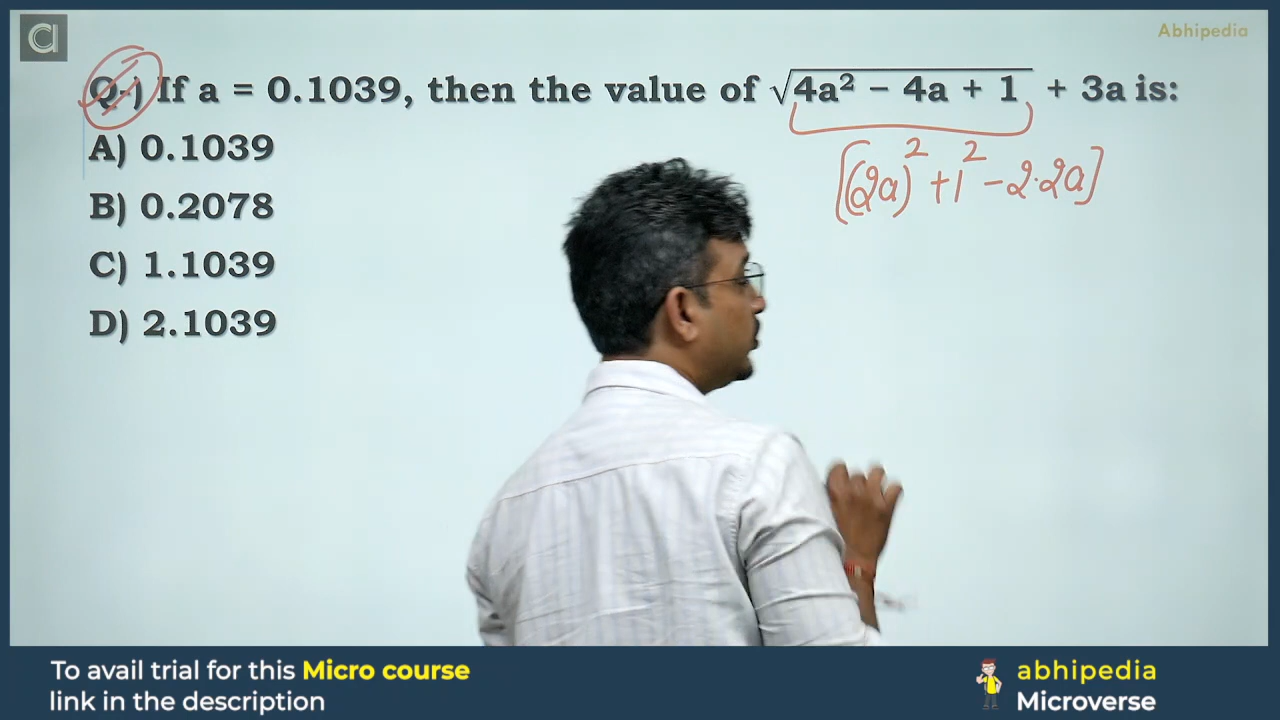 Abhipedia
Q-) If a = 0.1039, then the value of √4a² − 4a + 1 + 3a is:
[(2a)² + 1² − 2·2a]
A) 0.1039
B) 0.2078
C) 1.1039
D) 2.1039
To avail trial for this Micro course
link in the description
abhipedia
Microverse